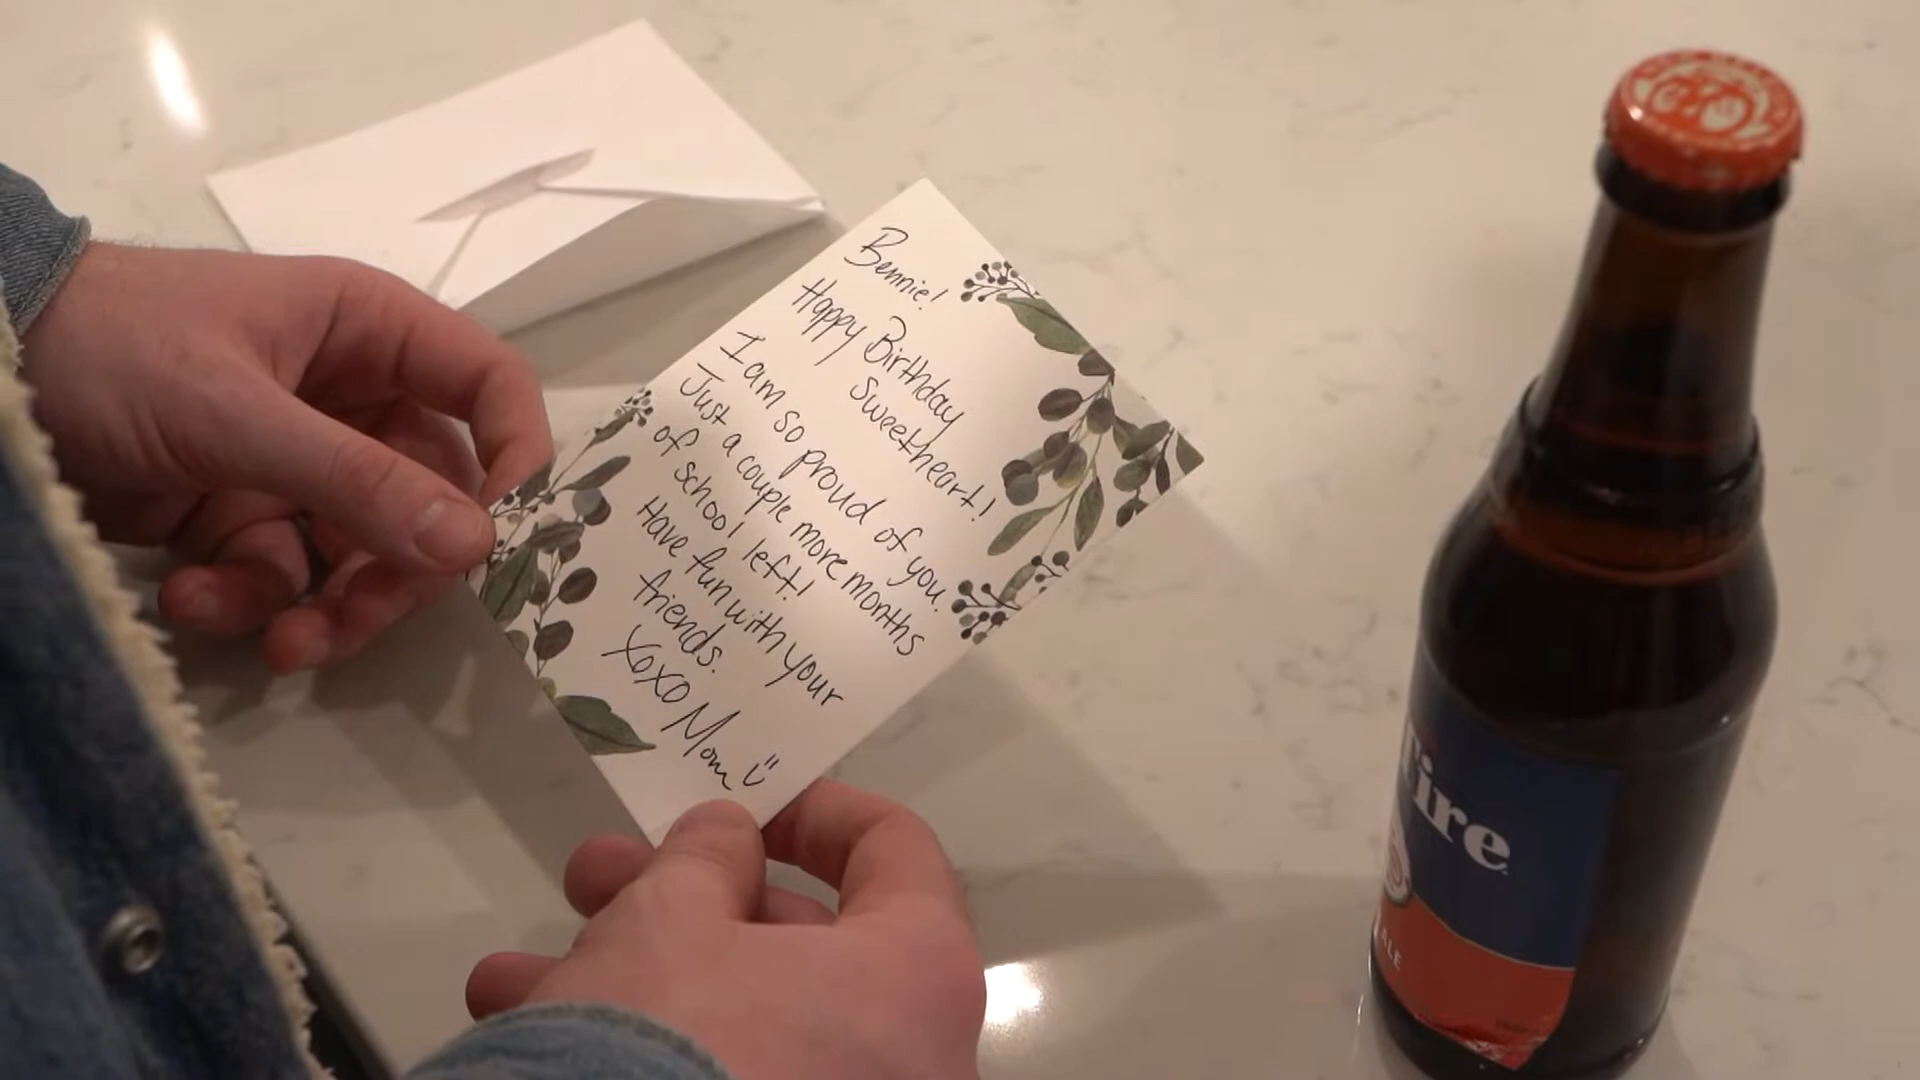 Bennie!
Happy Birthday
Sweetheart!
I am so proud of you.
Just a couple more months
of school left!
Have fun with your
friends.
XOXO Mom
Tire
ALE